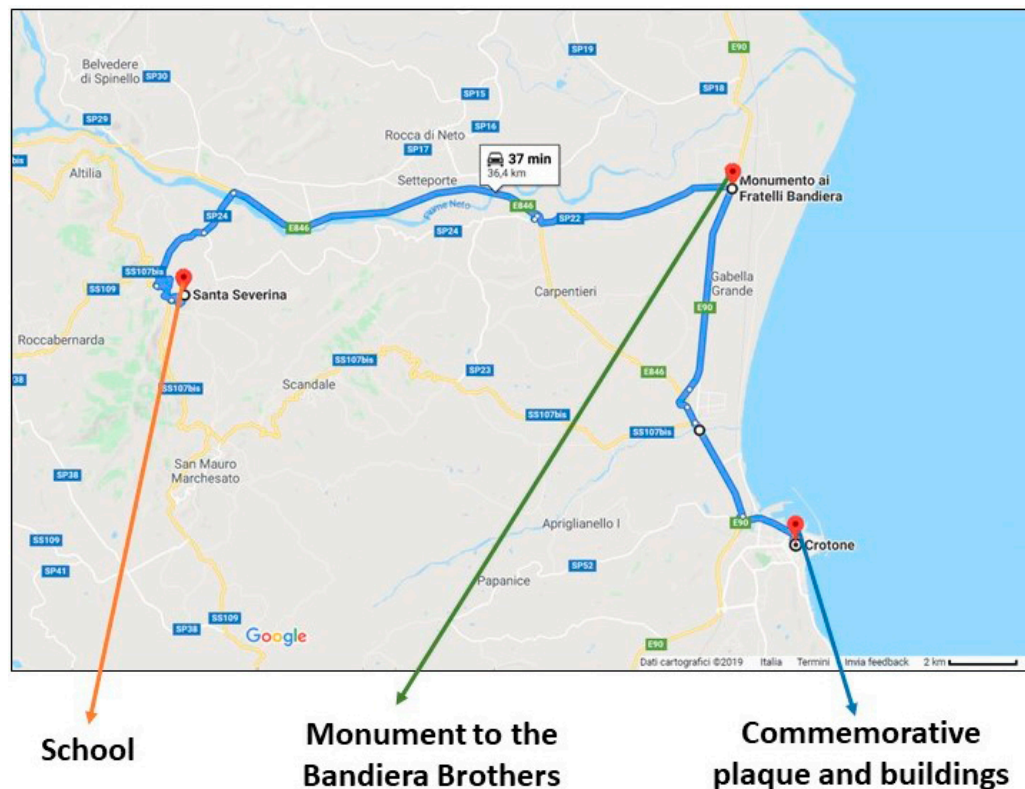 E90
SP19
Belvedere
di Spinello
SP30
SP15
SP18
SP29
SP16
Rocca di Neto
SP17
7bis
37 min
36,4 km
Altilia
Setteporte
Monumento ai
Fratelli Bandiera
Fiume Neto
E846
SP24
SP22
E846
SP24
SS107bis
Gabella
Grande
SS109
Santa Severina
Carpentieri
E90
Roccabernarda
SS107bis
SP23
E846
P38
Scandale
SS107bis
SS107bis
SS107bis
San Mauro
Marchesato
SP38
E90
Apriglianello I
Crotone
SS109
SP52
SP41
Papanice
SS109
SP38
Google
E90
Dati cartografici ©2019 Italia Termini Invia feedback 2 km
School
Monument to the
Bandiera Brothers
Commemorative
plaque and buildings